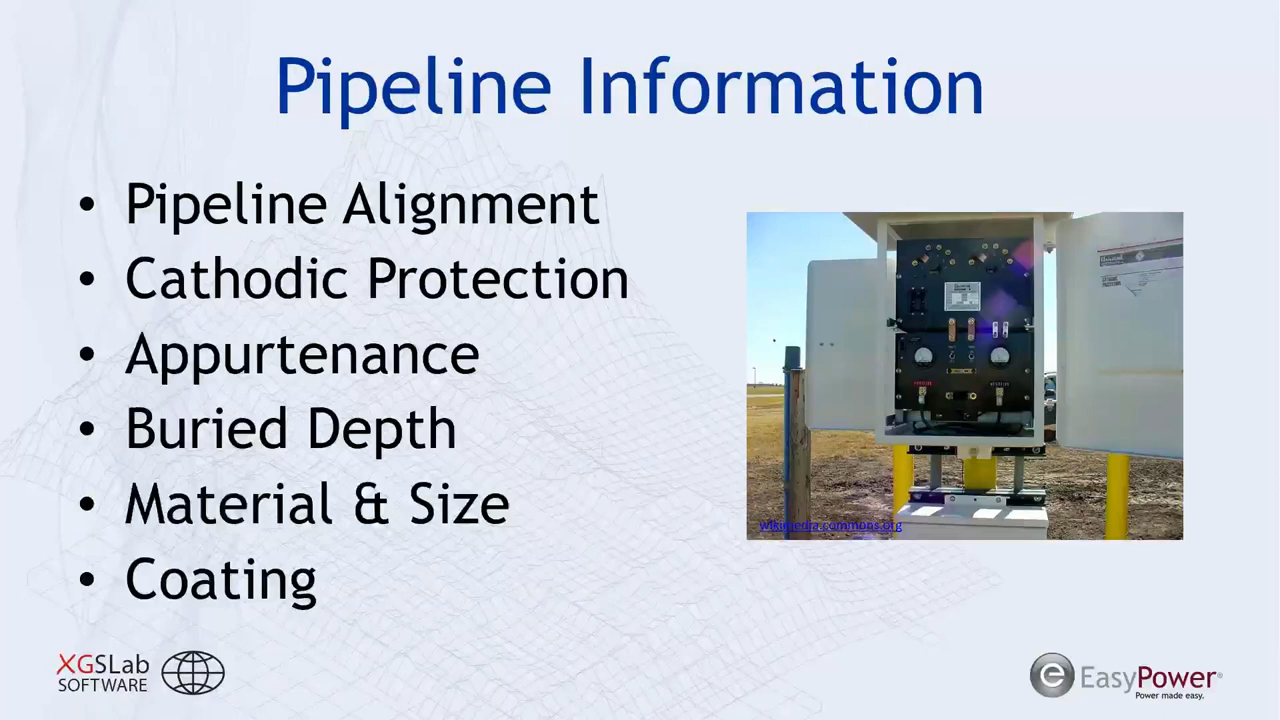 Pipeline Information
• Pipeline Alignment
• Cathodic Protection
• Appurtenance
• Buried Depth
• Material & Size
• Coating
wikimedia.commons.org
XGSLab
SOFTWARE
e EasyPower®
Power made easy.